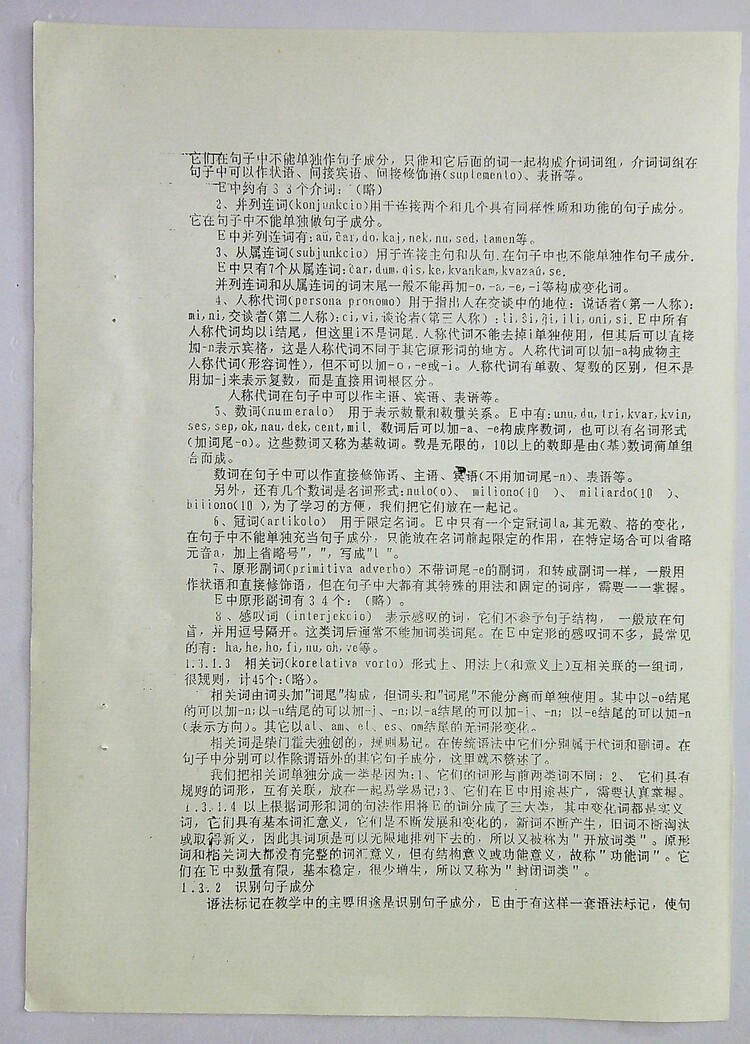 它们在句子中不能单独作句子成分，只能和它后面的词一起构成介词词组，介词词组在
句子中可以作状语、间接宾语、间接修饰语(suplemento)、表语等。
E中约有33个介词：(略)
2、并列连词(konjunkcio)用于连接两个和几个具有同样性质和功能的句子成分。
它在句子中不能单独做句子成分。
E中并列连词有:aŭ,ĉar,do,kaj,nek,nu,sed,tamen等。
3、从属连词(subjunkcio) 用于连接主句和从句.在句子中也不能单独作句子成分.
E中只有7个从属连词:ĉar,dum,ĝis,ke,kvankam,kvazaŭ,se.
并列连词和从属连词的词末尾一般不能再加-o,-a,-e,-i等构成变化词。
4、人称代词(persona pronomo) 用于指出人在交谈中的地位：说话者(第一人称):
mi,ni,交谈者(第二人称):ci,vi,谈论者(第三人称）:li,ŝi,ĝi,ili,oni,si.E中所有
人称代词均以i结尾，但这里i不是词尾.人称代词不能去掉i单独使用，但其后可以直接
加-n表示宾格，这是人称代词不同于其它原形词的地方。人称代词可以加-a构成物主
人称代词(形容词性)，但不可以加-o,-e或-i。人称代词有单数、复数的区别，但不是
用加-j来表示复数，而是直接用词根区分。
人称代词在句子中可以作主语、宾语、表语等。
5、数词(numeralo) 用于表示数量和数量关系。E中有:unu,du,tri,kvar,kvin,
ses,sep,ok,nau,dek,cent,mil. 数词后可以加-a、-e构成序数词，也可以有名词形式
(加词尾-o)。这些数词又称为基数词。数是无限的，10以上的数即是由(基)数词简单组
合而成。
数词在句子中可以作直接修饰语、主语、宾语(不用加词尾-n)、表语等。
另外，还有几个数词是名词形式:nulo(o)、 miliono(10 )、 miliardo(10 )、
biliono(10 ),为了学习的方便，我们把它们放在一起记。
6、冠词(artikolo) 用于限定名词。E中只有一个定冠词la,其无数、格的变化，
在句子中不能单独充当句子成分，只能放在名词前起限定的作用，在特定场合可以省略
元音a，加上省略号"，"，写成"l "。
7、原形副词(primitiva adverbo) 不带词尾-e的副词，和转成副词一样，一般用
作状语和直接修饰语，但在句子中大都有其特殊的用法和固定的词序，需要一一掌握。
E中原形副词有34个：(略)。
8、感叹词(interjekcio) 表示感叹的词，它们不参予句子结构， 一般放在句
首，并用逗号隔开。这类词后通常不能加词类词尾。在E中定形的感叹词不多，最常见
的有: ha,he,ho,fi,nu,oh,ve等。
1.3.1.3 相关词(korelativa vorto) 形式上、用法上(和意义上)互相关联的一组词，
很规则，计45个:(略)。
相关词由词头加"词尾"构成，但词头和"词尾"不能分离而单独使用。其中以-o结尾
的可以加-n;以-u结尾的可以加-j、-n;以-a结尾的可以加-j、-n; 以-e结尾的可以加-n
(表示方向)。其它以al、am、el、es、om结尾的无词形变化。
相关词是柴门霍夫独创的，规则易记。在传统语法中它们分别属于代词和副词。在
句子中分别可以作除谓语外的其它句子成分，这里就不赘述了。
我们把相关词单独分成一类是因为:1、它们的词形与前两类词不同；2、 它们具有
规则的词形，互有关联，放在一起易学易记;3、它们在E中用途甚广，需要认真掌握。
1.3.1.4 以上根据词形和词的句法作用将E的词分成了三大类，其中变化词都是实义
词，它们具有基本词汇意义，它们是不断发展和变化的，新词不断产生，旧词不断淘汰
或取得新义，因此其词项是可以无限地排列下去的，所以又被称为"开放词类"。原形
词和相关词大都没有完整的词汇意义，但有结构意义或功能意义，故称"功能词"。它
们在E中数量有限，基本稳定，很少增生，所以又称为"封闭词类"。
1.3.2 识别句子成分
语法标记在教学中的主要用途是识别句子成分，E由于有这样一套语法标记，使句